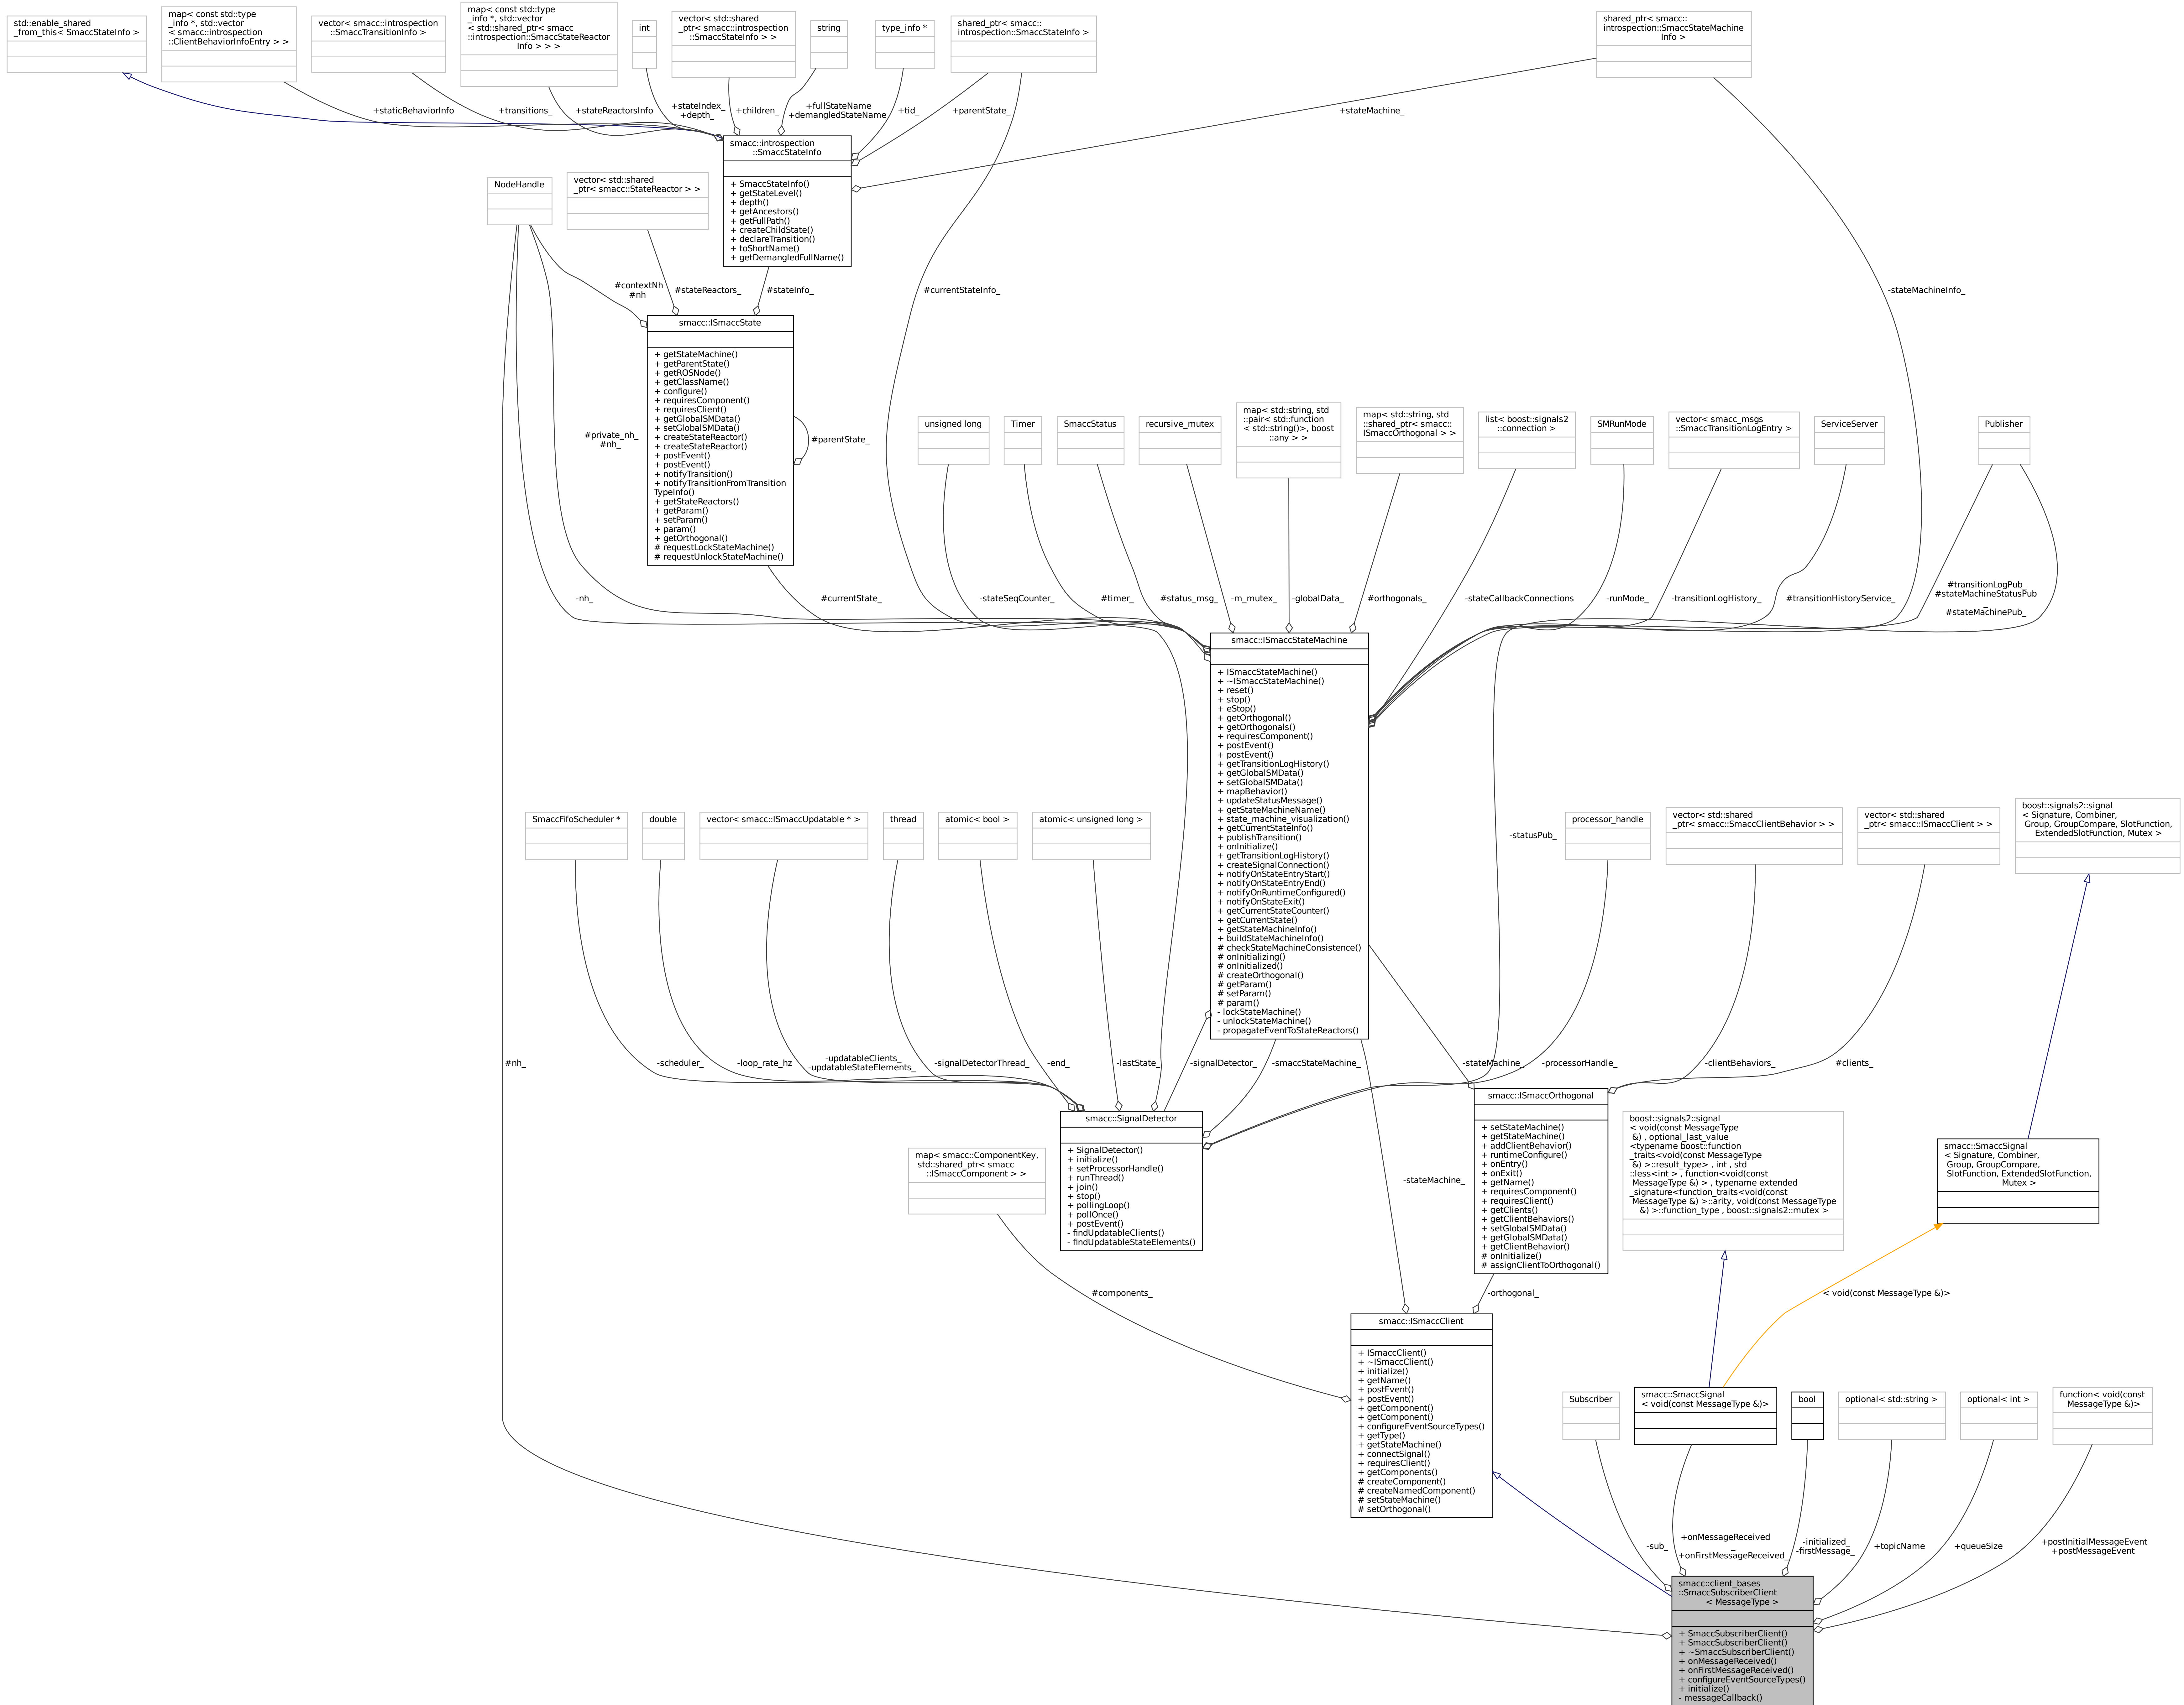 std::enable_shared
_from_this< SmaccStateInfo >
map< const std::type
_info *, std::vector
< smacc::introspection
::ClientBehaviorInfoEntry > >
vector< smacc::introspection
::SmaccTransitionInfo >
map< const std::type
_info *, std::vector
< std::shared_ptr< smacc
::introspection::SmaccStateReactor
Info > > >
int
vector< std::shared
_ptr< smacc::introspection
::SmaccStateInfo > >
string
type_info *
shared_ptr< smacc::
introspection::SmaccStateInfo >
shared_ptr< smacc::
introspection::SmaccStateMachine
Info >
+staticBehaviorInfo
+transitions_
+stateReactorsInfo
+stateIndex_
+depth_
+children_
+fullStateName
+demangledStateName
+tid_
+parentState_
+stateMachine_
smacc::introspection
::SmaccStateInfo
+ SmaccStateInfo()
+ getStateLevel()
+ depth()
+ getAncestors()
+ getFullPath()
+ createChildState()
+ declareTransition()
+ toShortName()
+ getDemangledFullName()
NodeHandle
vector< std::shared
_ptr< smacc::StateReactor > >
#contextNh
#nh
#stateReactors_
#stateInfo_
#currentStateInfo_
-stateMachineInfo_
smacc::ISmaccState
+ getStateMachine()
+ getParentState()
+ getROSNode()
+ getClassName()
+ configure()
+ requiresComponent()
+ requiresClient()
+ getGlobalSMData()
+ setGlobalSMData()
+ createStateReactor()
+ createStateReactor()
+ postEvent()
+ postEvent()
+ notifyTransition()
+ notifyTransitionFromTransition
TypeInfo()
+ getStateReactors()
+ getParam()
+ setParam()
+ param()
+ getOrthogonal()
# requestLockStateMachine()
# requestUnlockStateMachine()
#private_nh_
#nh_
#parentState_
unsigned long
Timer
SmaccStatus
recursive_mutex
map< std::string, std
::pair< std::function
< std::string()>, boost
::any > >
map< std::string, std
::shared_ptr< smacc::
ISmaccOrthogonal > >
list< boost::signals2
::connection >
SMRunMode
vector< smacc_msgs
::SmaccTransitionLogEntry >
ServiceServer
Publisher
-nh_
#currentState_
-stateSeqCounter_
#timer_
#status_msg_
-m_mutex_
-globalData_
#orthogonals_
-stateCallbackConnections
-runMode_
-transitionLogHistory_
#transitionHistoryService_
#transitionLogPub_
#stateMachineStatusPub
_
#stateMachinePub_
smacc::ISmaccStateMachine
+ ISmaccStateMachine()
+ ~ISmaccStateMachine()
+ reset()
+ stop()
+ eStop()
+ getOrthogonal()
+ getOrthogonals()
+ requiresComponent()
+ postEvent()
+ postEvent()
+ getTransitionLogHistory()
+ getGlobalSMData()
+ setGlobalSMData()
+ mapBehavior()
+ updateStatusMessage()
+ getStateMachineName()
+ state_machine_visualization()
+ getCurrentStateInfo()
+ publishTransition()
+ onInitialize()
+ getTransitionLogHistory()
+ createSignalConnection()
+ notifyOnStateEntryStart()
+ notifyOnStateEntryEnd()
+ notifyOnRuntimeConfigured()
+ notifyOnStateExit()
+ getCurrentStateCounter()
+ getCurrentState()
+ getStateMachineInfo()
+ buildStateMachineInfo()
# checkStateMachineConsistence()
# onInitializing()
# onInitialized()
# createOrthogonal()
# getParam()
# setParam()
# param()
- lockStateMachine()
- unlockStateMachine()
- propagateEventToStateReactors()
SmaccFifoScheduler *
double
vector< smacc::ISmaccUpdatable * >
thread
atomic< bool >
atomic< unsigned long >
-statusPub_
processor_handle
vector< std::shared
_ptr< smacc::SmaccClientBehavior > >
vector< std::shared
_ptr< smacc::ISmaccClient > >
boost::signals2::signal
< Signature, Combiner,
Group, GroupCompare, SlotFunction,
ExtendedSlotFunction, Mutex >
#nh_
-scheduler_
-loop_rate_hz
-updatableClients_
-updatableStateElements_
-signalDetectorThread_
-end_
-lastState_
-signalDetector_
-smaccStateMachine_
-stateMachine_
-processorHandle_
-clientBehaviors_
#clients_
smacc::SignalDetector
+ SignalDetector()
+ initialize()
+ setProcessorHandle()
+ runThread()
+ join()
+ stop()
+ pollingLoop()
+ pollOnce()
+ postEvent()
- findUpdatableClients()
- findUpdatableStateElements()
smacc::ISmaccOrthogonal
+ setStateMachine()
+ getStateMachine()
+ addClientBehavior()
+ runtimeConfigure()
+ onEntry()
+ onExit()
+ getName()
+ requiresComponent()
+ requiresClient()
+ getClients()
+ getClientBehaviors()
+ setGlobalSMData()
+ getGlobalSMData()
+ getClientBehavior()
# onInitialize()
# assignClientToOrthogonal()
boost::signals2::signal
< void(const MessageType
&) , optional_last_value
<typename boost::function
_traits<void(const MessageType
&) >::result_type> , int , std
::less<int > , function<void(const
MessageType &) > , typename extended
_signature<function_traits<void(const
MessageType &) >::arity, void(const MessageType
&) >::function_type , boost::signals2::mutex >
smacc::SmaccSignal
< Signature, Combiner,
Group, GroupCompare,
SlotFunction, ExtendedSlotFunction,
Mutex >
map< smacc::ComponentKey,
std::shared_ptr< smacc
::ISmaccComponent > >
-stateMachine_
#components_
-orthogonal_
< void(const MessageType &)>
smacc::ISmaccClient
+ ISmaccClient()
+ ~ISmaccClient()
+ initialize()
+ getName()
+ postEvent()
+ postEvent()
+ getComponent()
+ getComponent()
+ configureEventSourceTypes()
+ getType()
+ getStateMachine()
+ connectSignal()
+ requiresClient()
+ getComponents()
# createComponent()
# createNamedComponent()
# setStateMachine()
# setOrthogonal()
Subscriber
smacc::SmaccSignal
< void(const MessageType &)>
bool
optional< std::string >
optional< int >
function< void(const
MessageType &)>
-sub_
+onMessageReceived
_
+onFirstMessageReceived_
-initialized_
-firstMessage_
+topicName
+queueSize
+postInitialMessageEvent
+postMessageEvent
smacc::client_bases
::SmaccSubscriberClient
< MessageType >
+ SmaccSubscriberClient()
+ SmaccSubscriberClient()
+ ~SmaccSubscriberClient()
+ onMessageReceived()
+ onFirstMessageReceived()
+ configureEventSourceTypes()
+ initialize()
- messageCallback()